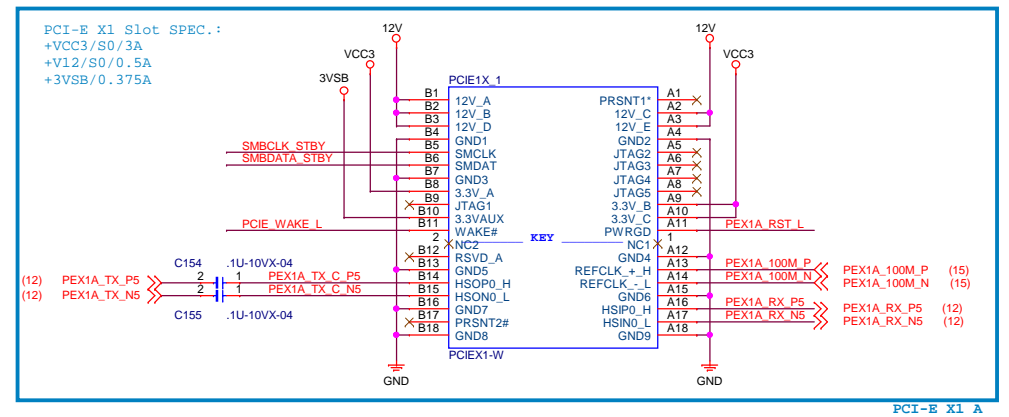 PCI-E X1 Slot SPEC.:
+VCC3/S0/3A
+V12/S0/0.5A
+3VSB/0.375A
12V
VCC3
3VSB
12V
VCC3
PCIE1X_1
B1 12V_A PRSNT1* A1
B2 12V_B 12V_C A2
B3 12V_D 12V_E A3
B4 GND1 GND2 A4
SMBCLK_STBY B5 SMCLK JTAG2 A5
SMBDATA_STBY B6 SMDAT JTAG3 A6
B7 GND3 JTAG4 A7
B8 3.3V_A JTAG5 A8
B9 JTAG1 3.3V_B A9
B10 3.3VAUX 3.3V_C A10
PCIE_WAKE_L B11 WAKE# PWRGD A11 PEX1A_RST_L
2 NC2 KEY NC1 1
B12 RSVD_A GND4 A12
C154 .1U-10VX-04 B13 GND5 REFCLK_+_H A13 PEX1A_100M_P PEX1A_100M_P (15)
(12) PEX1A_TX_P5 2 1 PEX1A_TX_C_P5 B14 HSOP0_H REFCLK_-_L A14 PEX1A_100M_N PEX1A_100M_N (15)
(12) PEX1A_TX_N5 2 1 PEX1A_TX_C_N5 B15 HSON0_L GND6 A15
B16 GND7 HSIP0_H A16 PEX1A_RX_P5 PEX1A_RX_P5 (12)
C155 .1U-10VX-04 B17 PRSNT2# HSIN0_L A17 PEX1A_RX_N5 PEX1A_RX_N5 (12)
B18 GND8 GND9 A18
PCIEX1-W
GND
GND
PCI-E X1 A